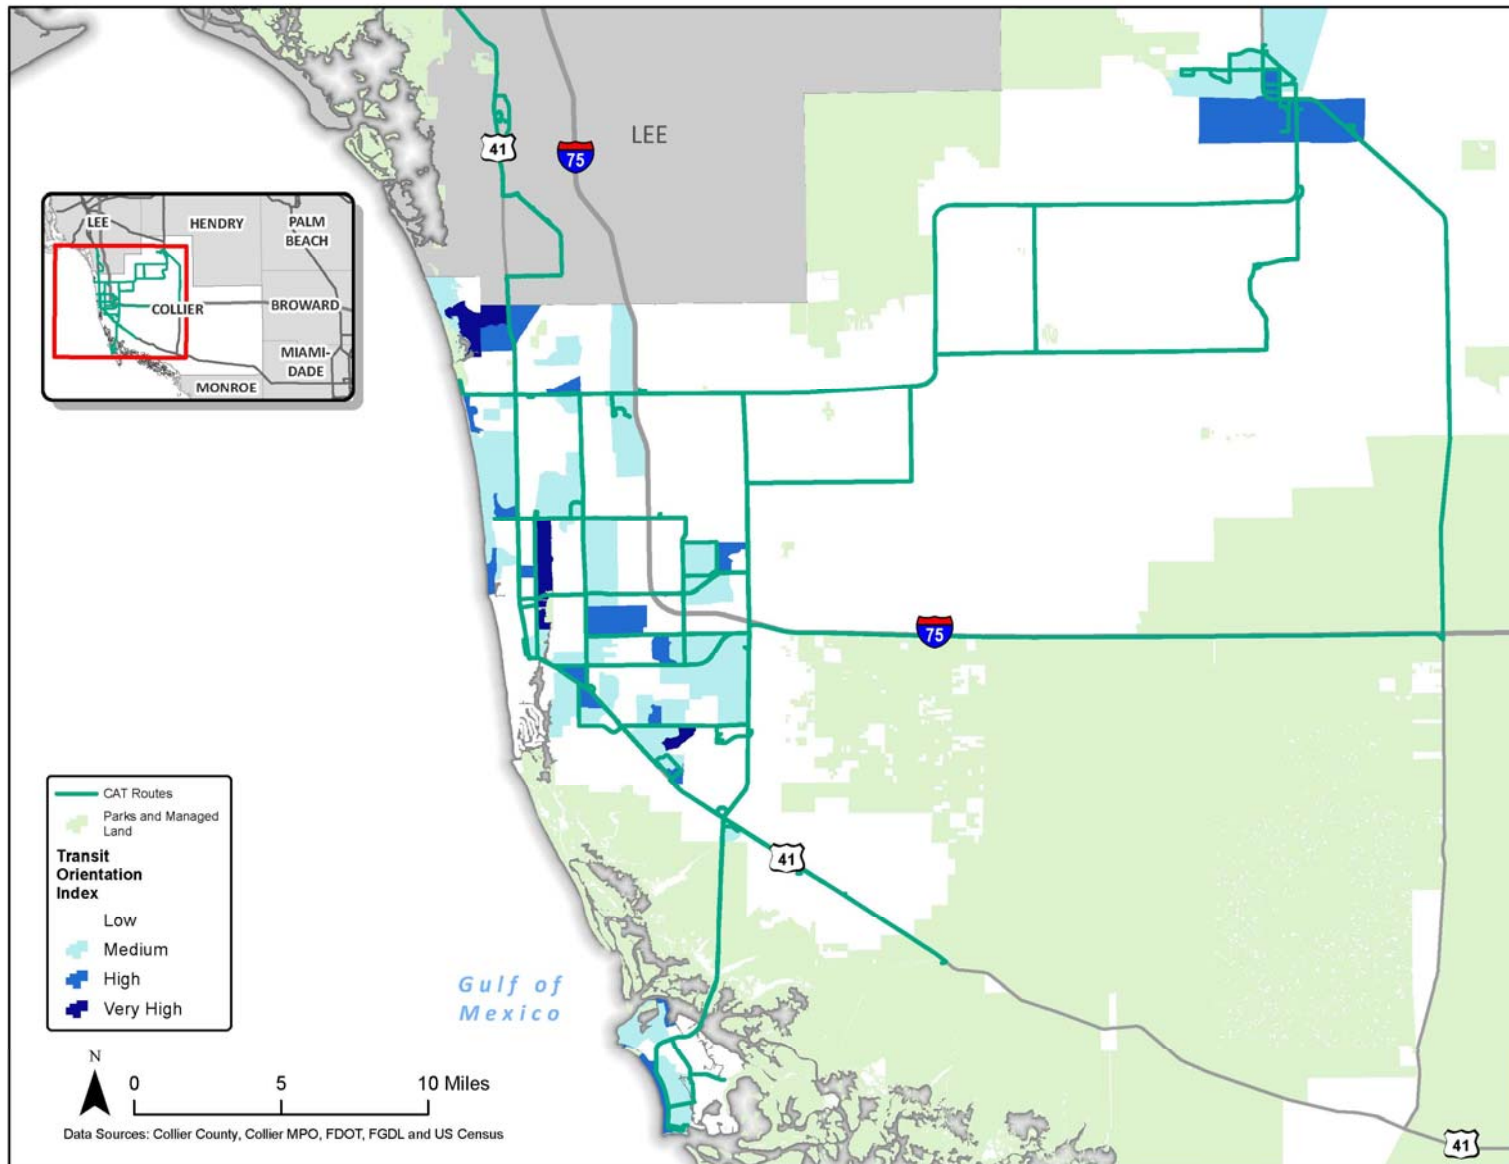 LEE
41
75
LEE
HENDRY
PALM
BEACH
COLLIER
BROWARD
MIAMI-
DADE
MONROE
75
41
CAT Routes
Parks and Managed
Land
Transit
Orientation
Index
Low
Medium
High
Very High
Gulf of
Mexico
N
0 5 10 Miles
Data Sources: Collier County, Collier MPO, FDOT, FGDL and US Census
41